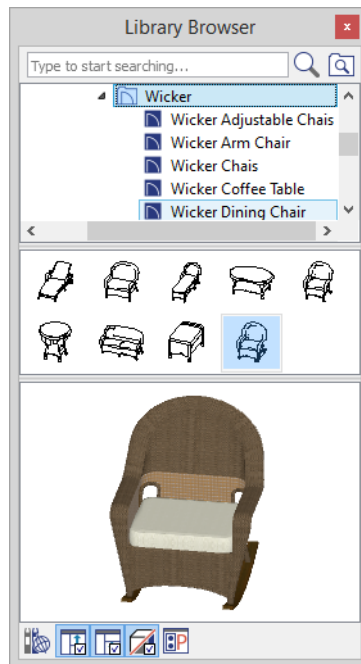 Library Browser
x
Type to start searching...
Wicker
Wicker Adjustable Chais
Wicker Arm Chair
Wicker Chais
Wicker Coffee Table
Wicker Dining Chair
P